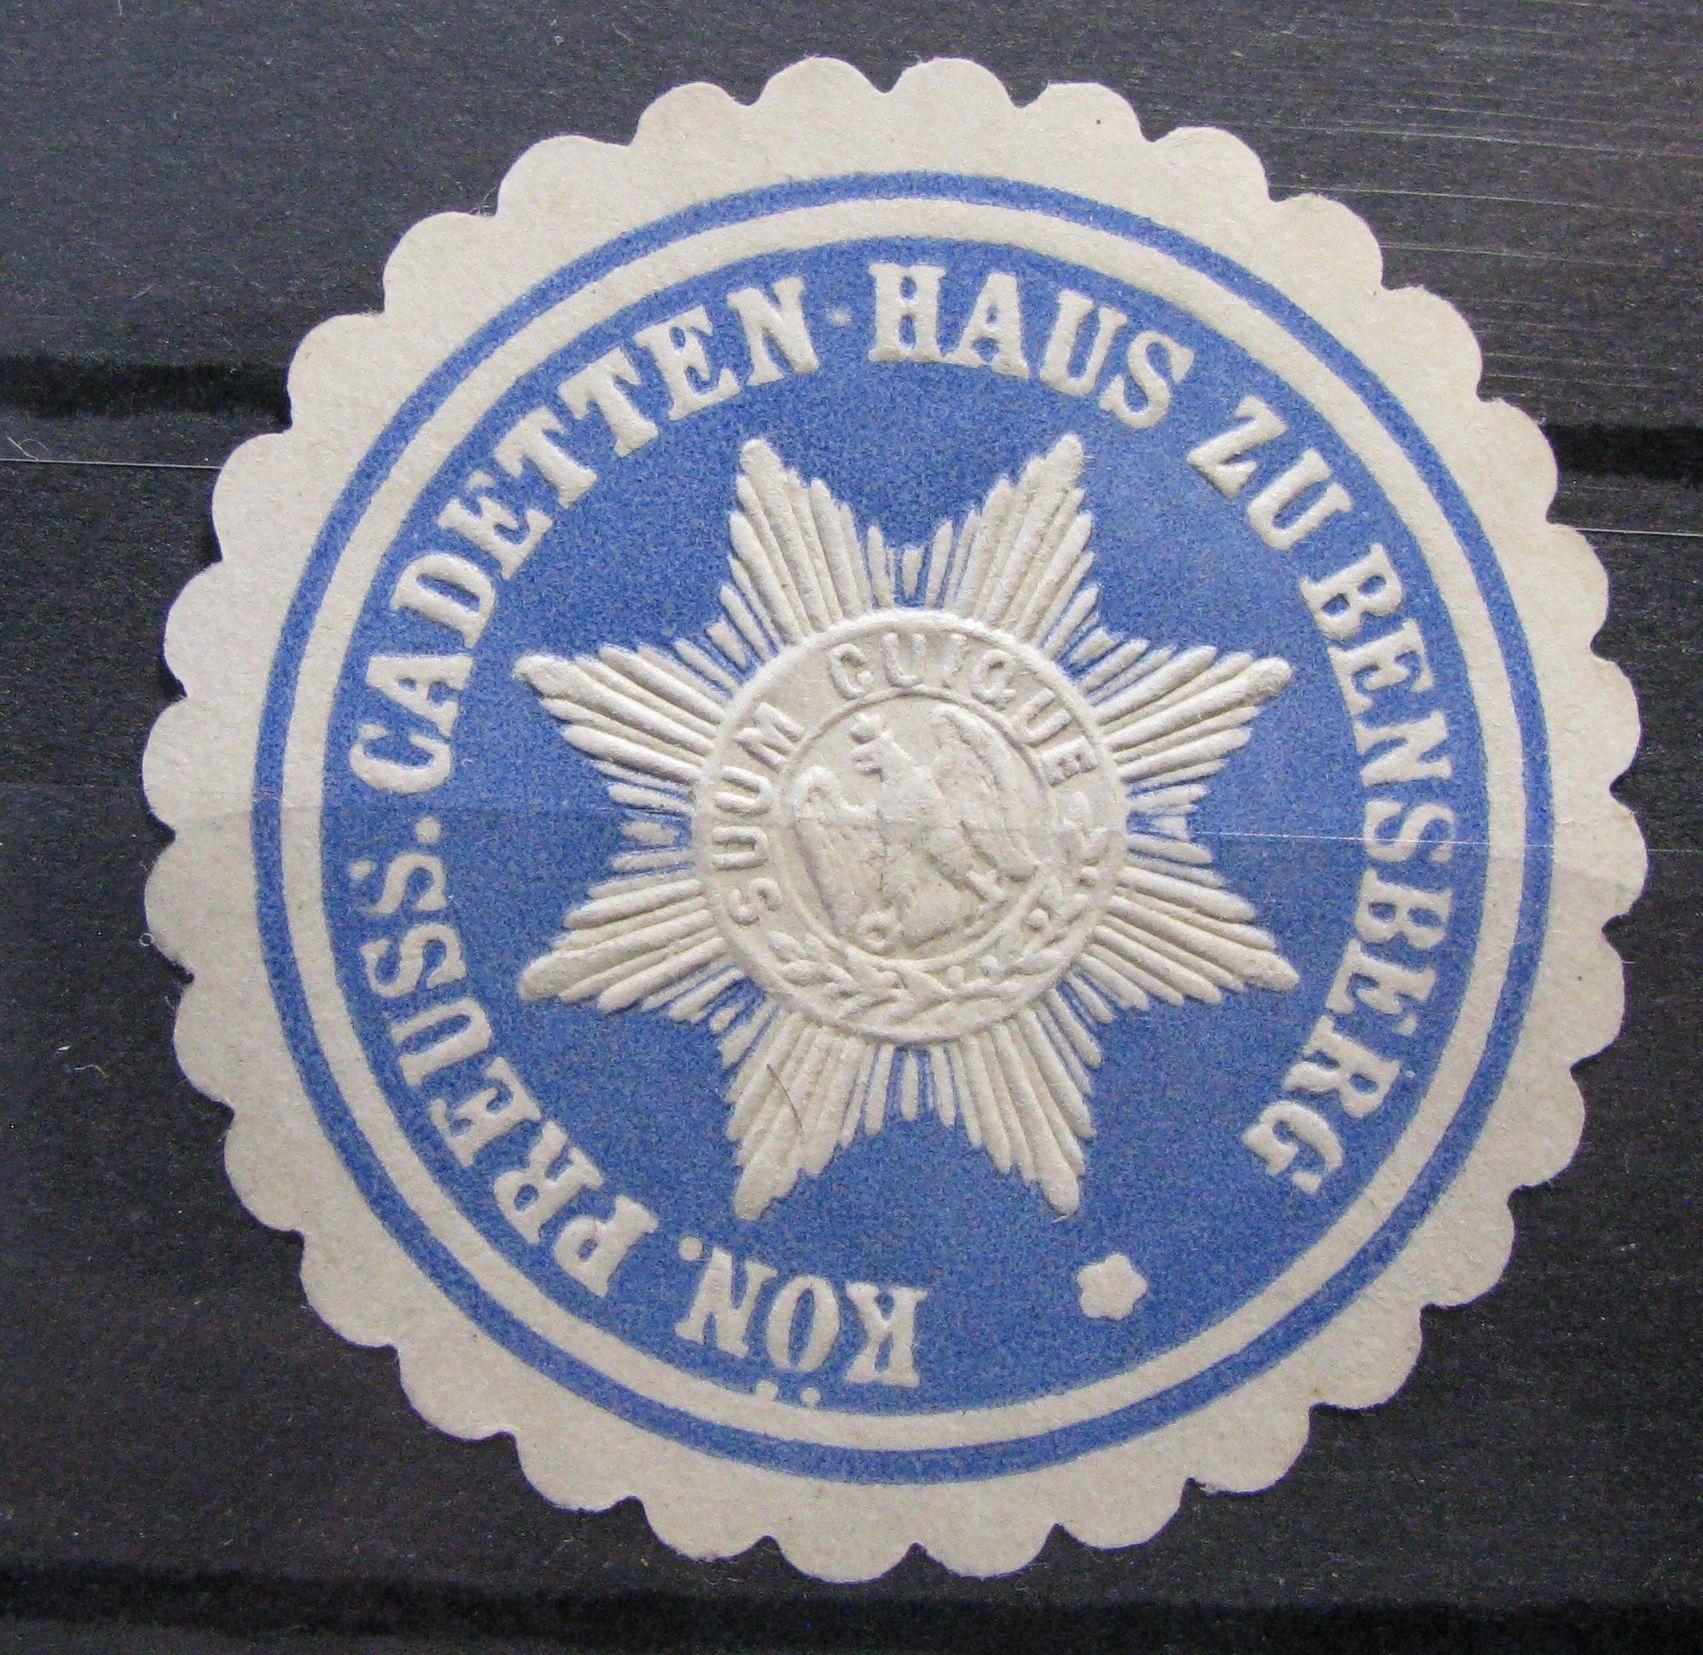 KÖN. PREUSS. CADETTEN-HAUS ZU BENSBERG
SUUM CUIQUE